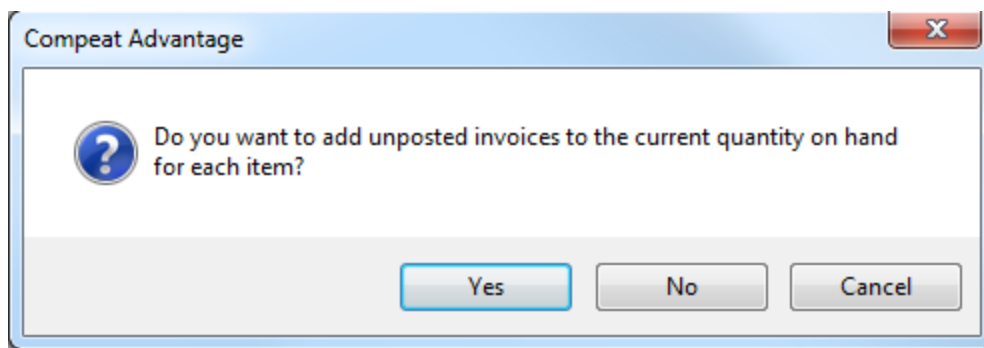 Compeat Advantage
Do you want to add unposted invoices to the current quantity on hand
for each item?
Yes No Cancel